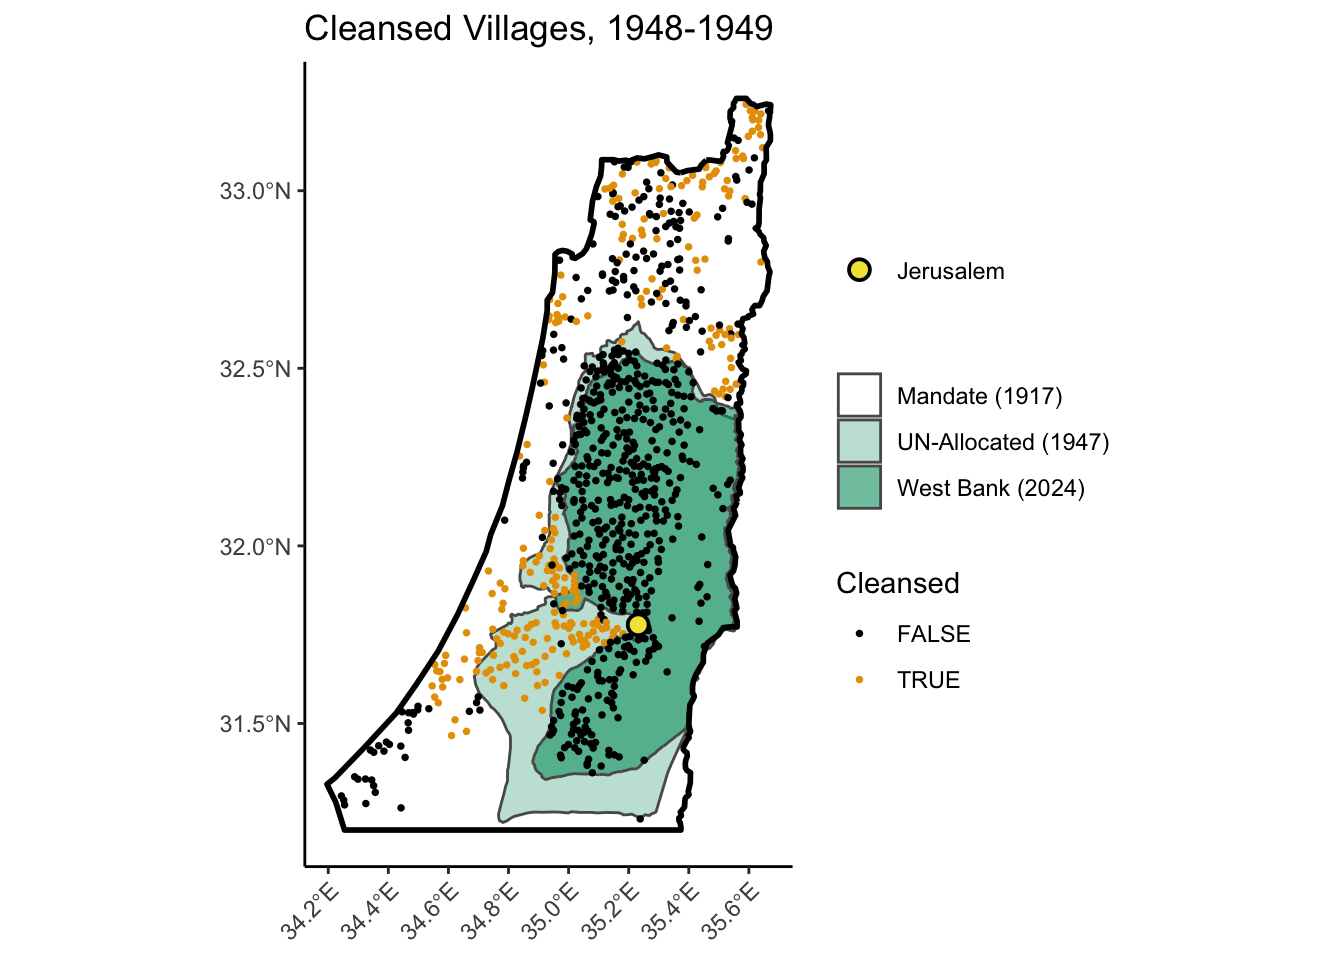 Cleansed Villages, 1948-1949
33.0°N
32.5°N
32.0°N
31.5°N
34.2°E
34.4°E
34.6°E
34.8°E
35.0°E
35.2°E
35.4°E
35.6°E
Jerusalem
Mandate (1917)
UN-Allocated (1947)
West Bank (2024)
Cleansed
FALSE
TRUE